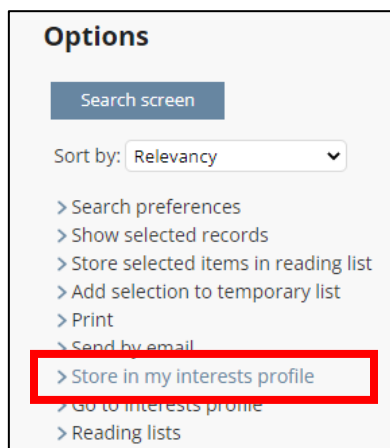 Options
Search screen
Sort by: Relevancy
> Search preferences
> Show selected records
> Store selected items in reading list
> Add selection to temporary list
> Print
> Send by email
> Store in my interests profile
> Go to interests profile
> Reading lists